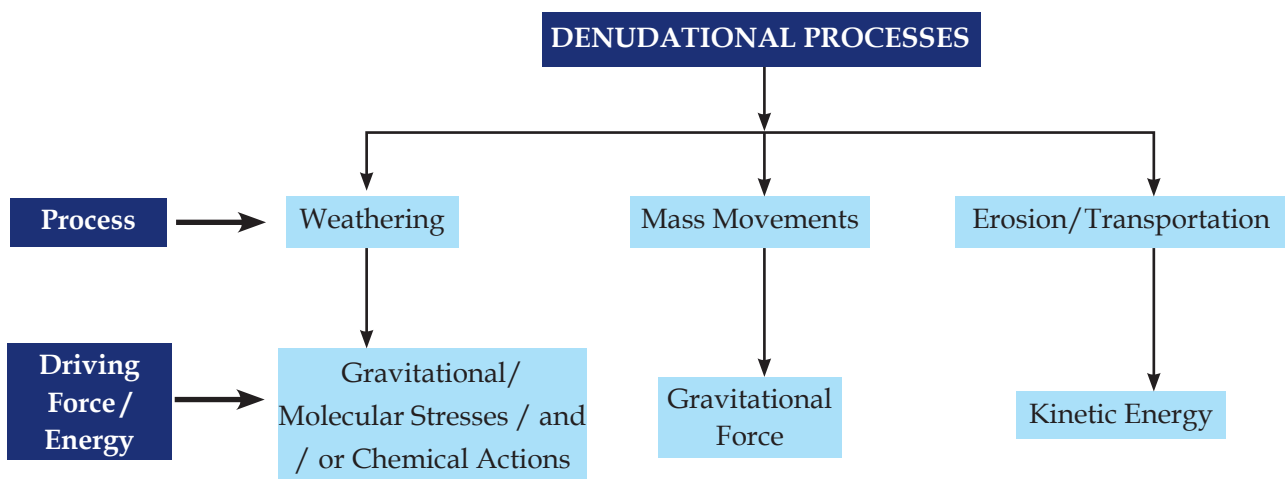 DENUDATIONAL PROCESSES
Process
Weathering
Mass Movements
Erosion/Transportation
Driving
Force/
Energy
Gravitational/
Molecular Stresses / and
/ or Chemical Actions
Gravitational
Force
Kinetic Energy